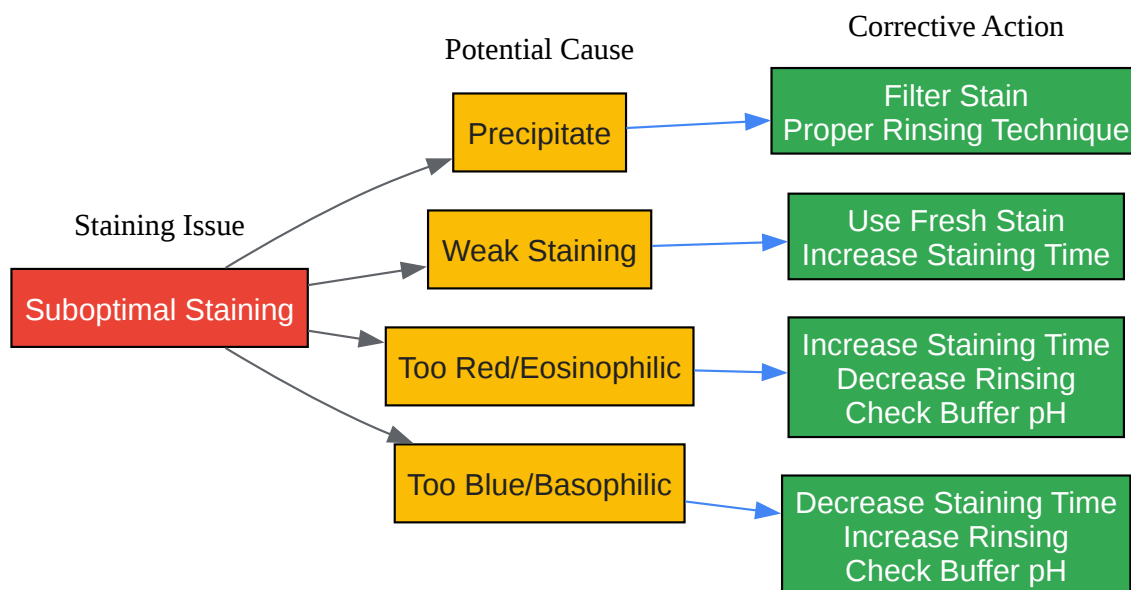 Corrective Action
Potential Cause
Staining Issue
Suboptimal Staining
Precipitate
Filter Stain
Proper Rinsing Technique
Weak Staining
Use Fresh Stain
Increase Staining Time
Too Red/Eosinophilic
Increase Staining Time
Decrease Rinsing
Check Buffer pH
Too Blue/Basophilic
Decrease Staining Time
Increase Rinsing
Check Buffer pH